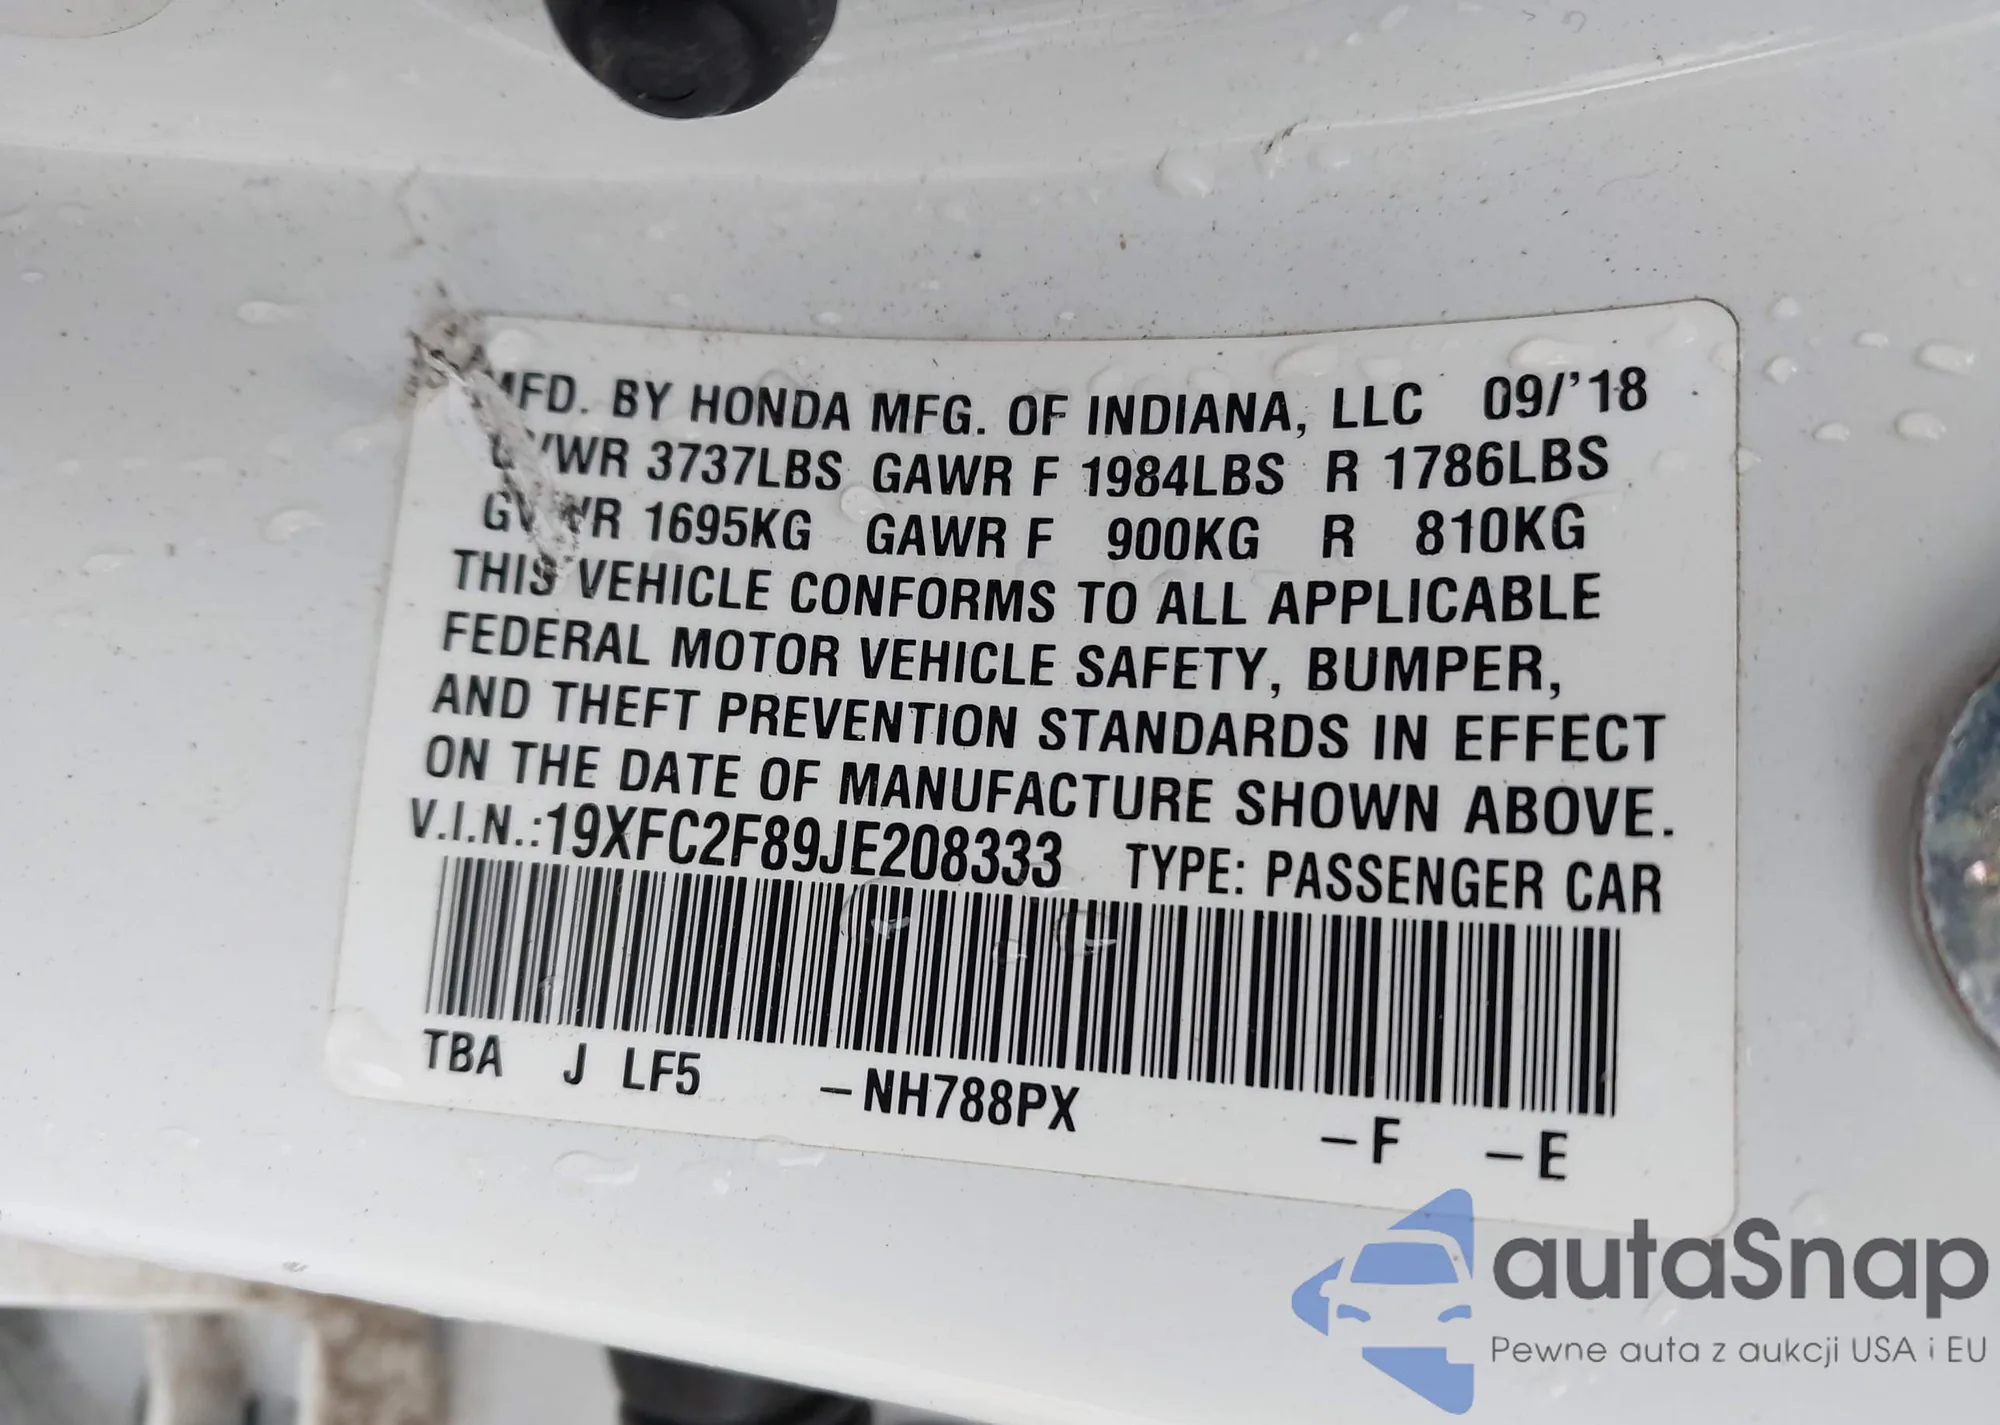 MFD. BY HONDA MFG. OF INDIANA, LLC 09/'18
GVWR 3737LBS GAWR F 1984LBS R 1786LBS
GVWR 1695KG GAWR F 900KG R 810KG
THIS VEHICLE CONFORMS TO ALL APPLICABLE
FEDERAL MOTOR VEHICLE SAFETY, BUMPER,
AND THEFT PREVENTION STANDARDS IN EFFECT
ON THE DATE OF MANUFACTURE SHOWN ABOVE.
V.I.N.:19XFC2F89JE208333 TYPE: PASSENGER CAR
TBA J LF5 –NH788PX –F –E
autaSnap
Pewne auta z aukcji USA i EU